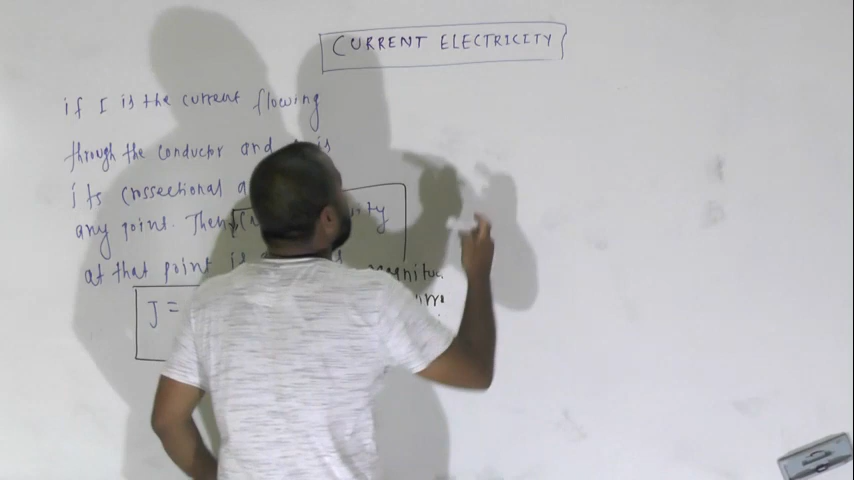 CURRENT ELECTRICITY
if I is the current flowing
through the conductor and is
its crossectional
any point. Then
at that point is magnitu
J =